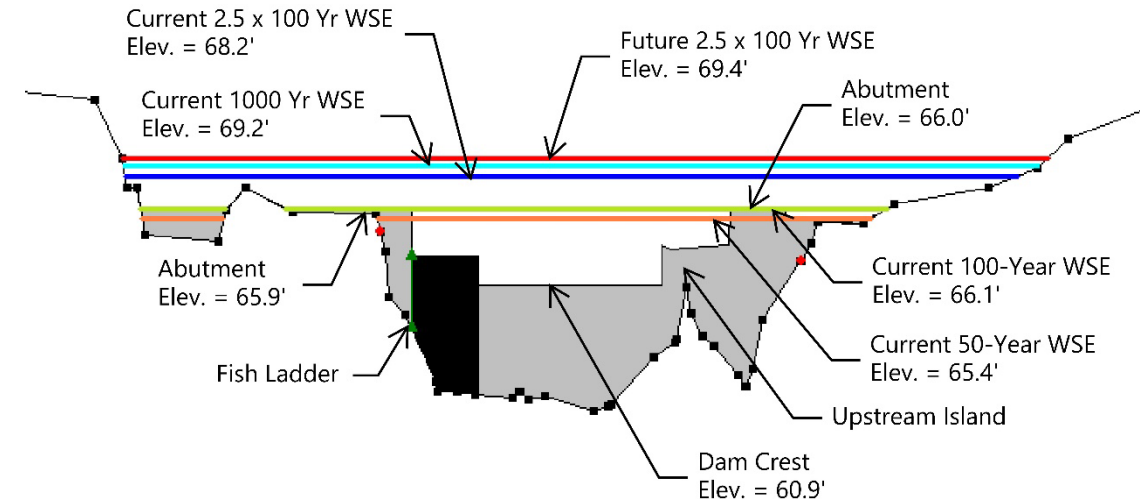 Current 2.5 x 100 Yr WSE
Elev. = 68.2'
Future 2.5 x 100 Yr WSE
Elev. = 69.4'
Current 1000 Yr WSE
Elev. = 69.2'
Abutment
Elev. = 66.0'
Abutment
Elev. = 65.9'
Current 100-Year WSE
Elev. = 66.1'
Current 50-Year WSE
Elev. = 65.4'
Fish Ladder
Upstream Island
Dam Crest
Elev. = 60.9'